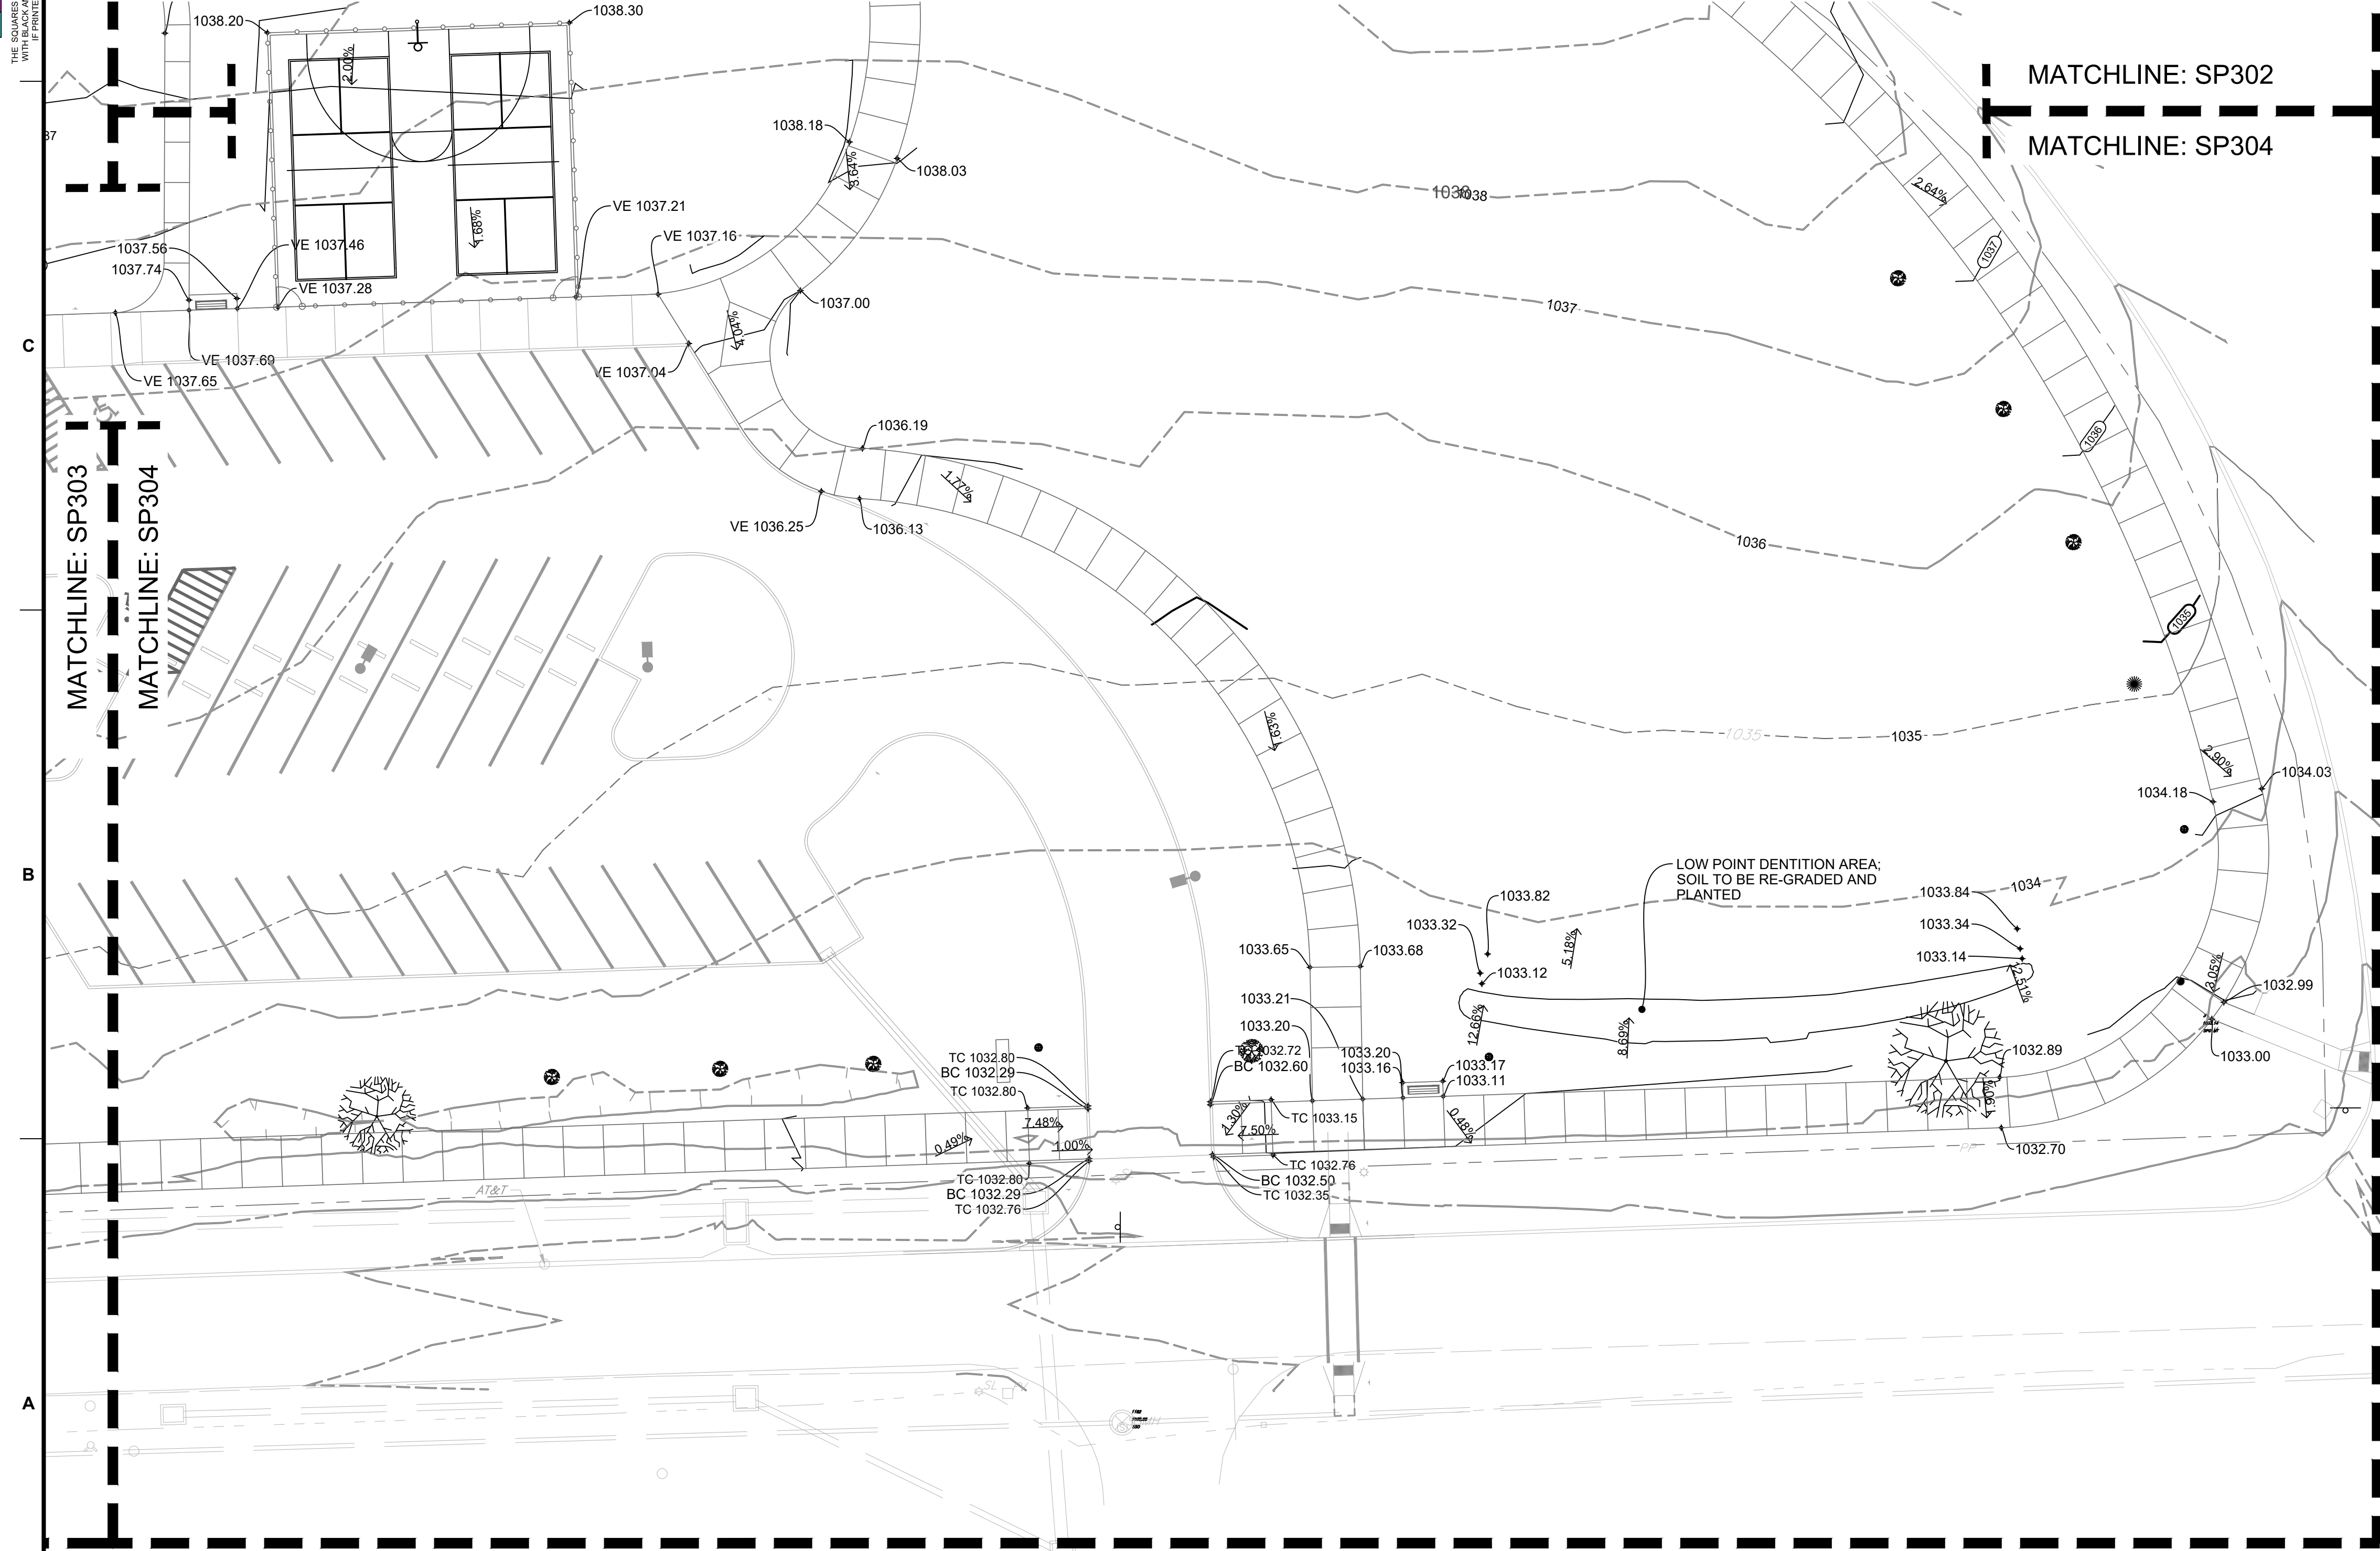 THE SQUARES
1038.20
1038.30
2.00%
MATCHLINE: SP302
MATCHLINE: SP304
1038.18
3.64%
1038.03
1038
1038
2.64%
1.68%
VE 1037.21
VE 1037.16
1037.56
VE 1037.46
1037.74
VE 1037.28
1037.00
1037
1037
4.04%
C
VE 1037.69
VE 1037.65
VE 1037.04
1036.19
1036
MATCHLINE: SP303
MATCHLINE: SP304
1.77%
VE 1036.25
1036.13
1036
1035
1035
1035
2.90%
1034.03
1034.18
B
LOW POINT DENTITION AREA;
SOIL TO BE RE-GRADED AND
PLANTED
1034
1033.82
1033.84
1033.32
1033.34
5.18%
1033.65
1033.68
1033.14
1033.12
12.51%
3.05%
1032.99
1033.21
12.66%
8.69%
1033.20
1033.20
1033.16
1033.17
1033.11
1032.89
1033.00
TC 1032.80
BC 1032.29
TC 1032.80
TC 1032.72
BC 1032.60
1.30%
7.50%
TC 1033.15
0.48%
1.90%
7.48%
1.00%
0.49%
1032.70
PP
TC 1032.76
BC 1032.50
TC 1032.35
TC 1032.80
BC 1032.29
TC 1032.76
AT&T
SL
A